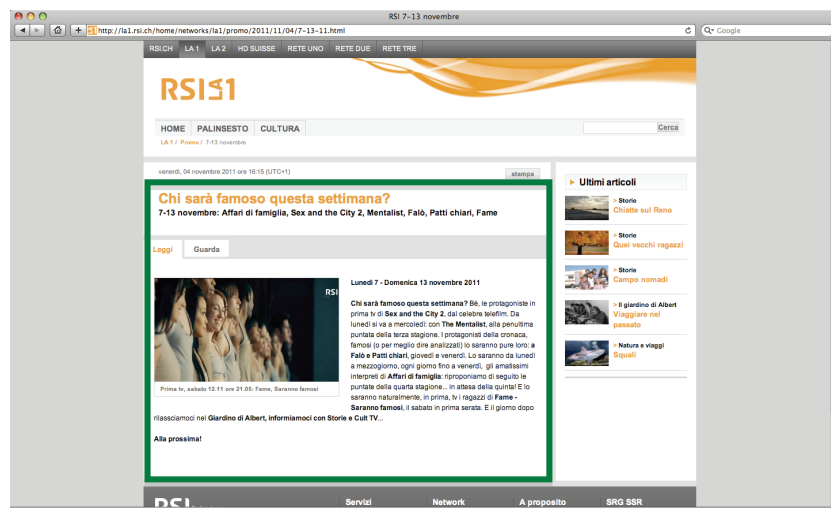 RSI 7-13 novembre
http://la1.rsi.ch/home/networks/la1/promo/2011/11/04/7-13-11.html
Google
RSI.CH LA 1 LA 2 HD SUISSE RETE UNO RETE DUE RETE TRE
RSI LA 1
HOME PALINSESTO CULTURA
Cerca
LA 1 / Promo / 7-13 novembre
venerdì, 04 novembre 2011 ore 16:15 (UTC+1)
stampa
Chi sarà famoso questa settimana?
7-13 novembre: Affari di famiglia, Sex and the City 2, Mentalist, Falò, Patti chiari, Fame
Leggi Guarda
RSI
Prime tv, sabato 12.11 ore 21.05: Fame, Saranno famosi
Lunedì 7 - Domenica 13 novembre 2011
Chi sarà famoso questa settimana? Bè, le protagoniste in
prima tv di Sex and the City 2, dal celebre telefilm. Da
lunedì si va a mercoledì: con The Mentalist, alla penultima
puntata della terza stagione. I protagonisti della cronaca,
famosi (o per meglio dire analizzati) lo saranno pure loro: a
Falò e Patti chiari, giovedì e venerdì. Lo saranno da lunedì
a mezzogiorno, ogni giorno fino a venerdì, gli amatissimi
interpreti di Affari di famiglia: riproponiamo di seguito le
puntate della quarta stagione... in attesa della quinta! E lo
saranno naturalmente, in prima, tv i ragazzi di Fame -
Saranno famosi, il sabato in prima serata. E il giorno dopo
rilassciamoci nel Giardino di Albert, informiamoci con Storie e Cult TV...
Alla prossima!
Ultimi articoli
> Storie
Chiatte sul Reno
> Storie
Quei vecchi ragazzi
> Storie
Campo nomadi
> Il giardino di Albert
Viaggiare nel
passato
> Natura e viaggi
Squali
RSI
Servizi Network A proposito SRG SSR